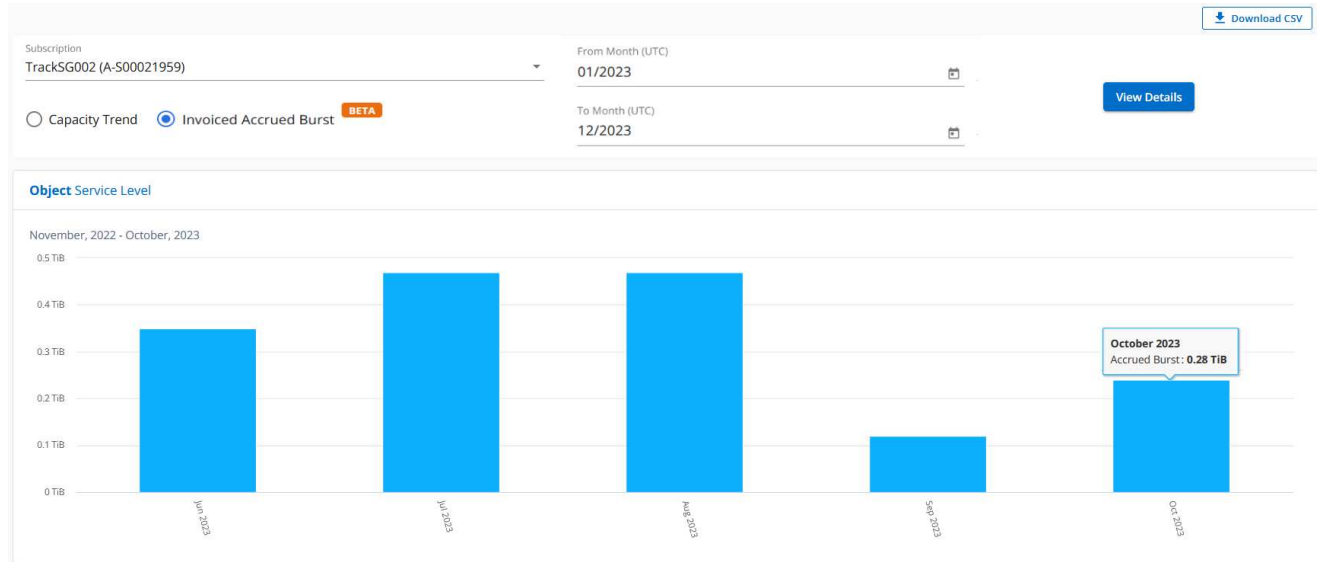 Download CSV
Subscription
TrackSG002 (A-S00021959)
From Month (UTC)
01/2023
View Details
Capacity Trend
Invoiced Accrued Burst
BETA
To Month (UTC)
12/2023
Object Service Level
November, 2022 - October, 2023
0.5 TiB
0.4 TiB
0.3 TiB
0.2 TiB
0.1 TiB
0 TiB
October 2023
Accrued Burst: 0.28 TiB
Jun 2023
Jul 2023
Aug 2023
Sep 2023
Oct 2023